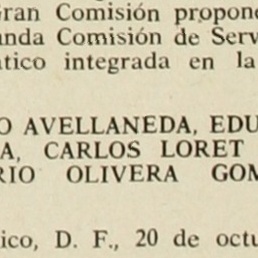 Gran Comisión propone
anda Comisión de Serv
ático integrada en la
O AVELLANEDA, EDU
A, CARLOS LORET
RIO OLIVERA GOM
ico, D. F., 20 de octu